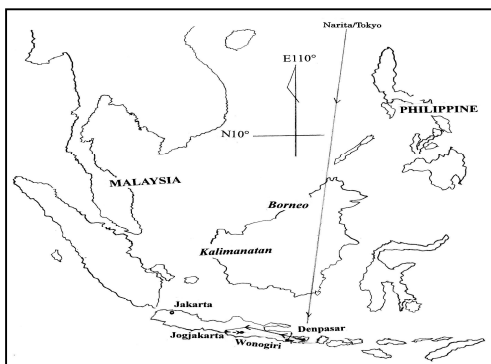 Narita/Tokyo
E110°
PHILIPPINE
N10°
MALAYSIA
Borneo
Kalimanatan
Jakarta
Denpasar
Jogjakarta
Wonogiri